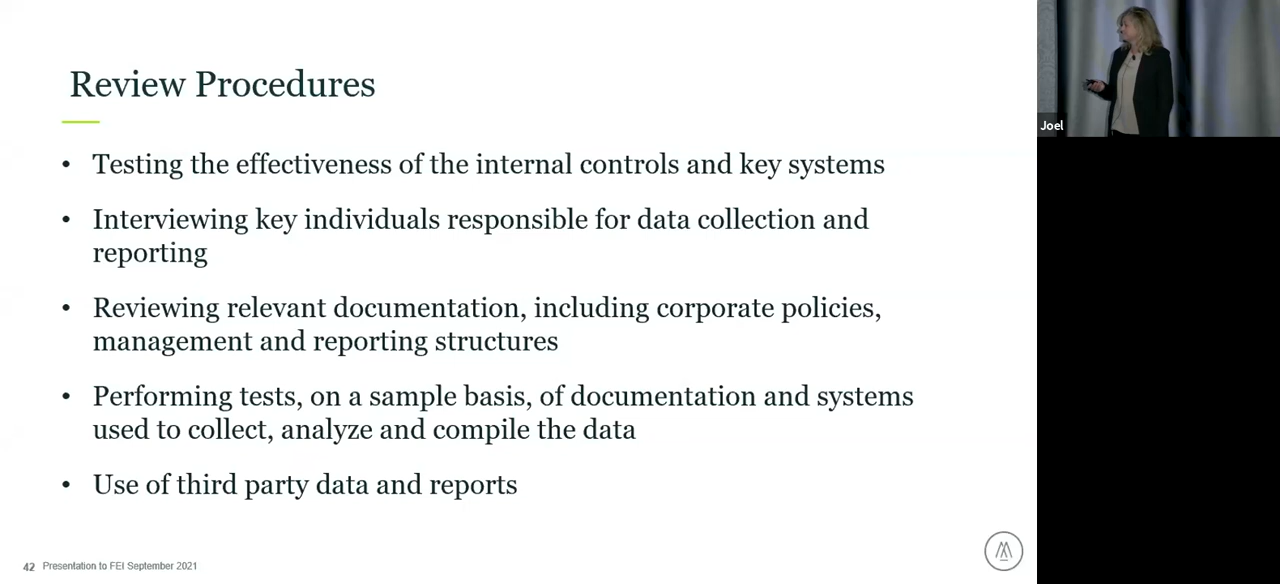 Review Procedures
• Testing the effectiveness of the internal controls and key systems
• Interviewing key individuals responsible for data collection and
reporting
• Reviewing relevant documentation, including corporate policies,
management and reporting structures
• Performing tests, on a sample basis, of documentation and systems
used to collect, analyze and compile the data
• Use of third party data and reports
42 Presentation to FEI September 2021
Joel